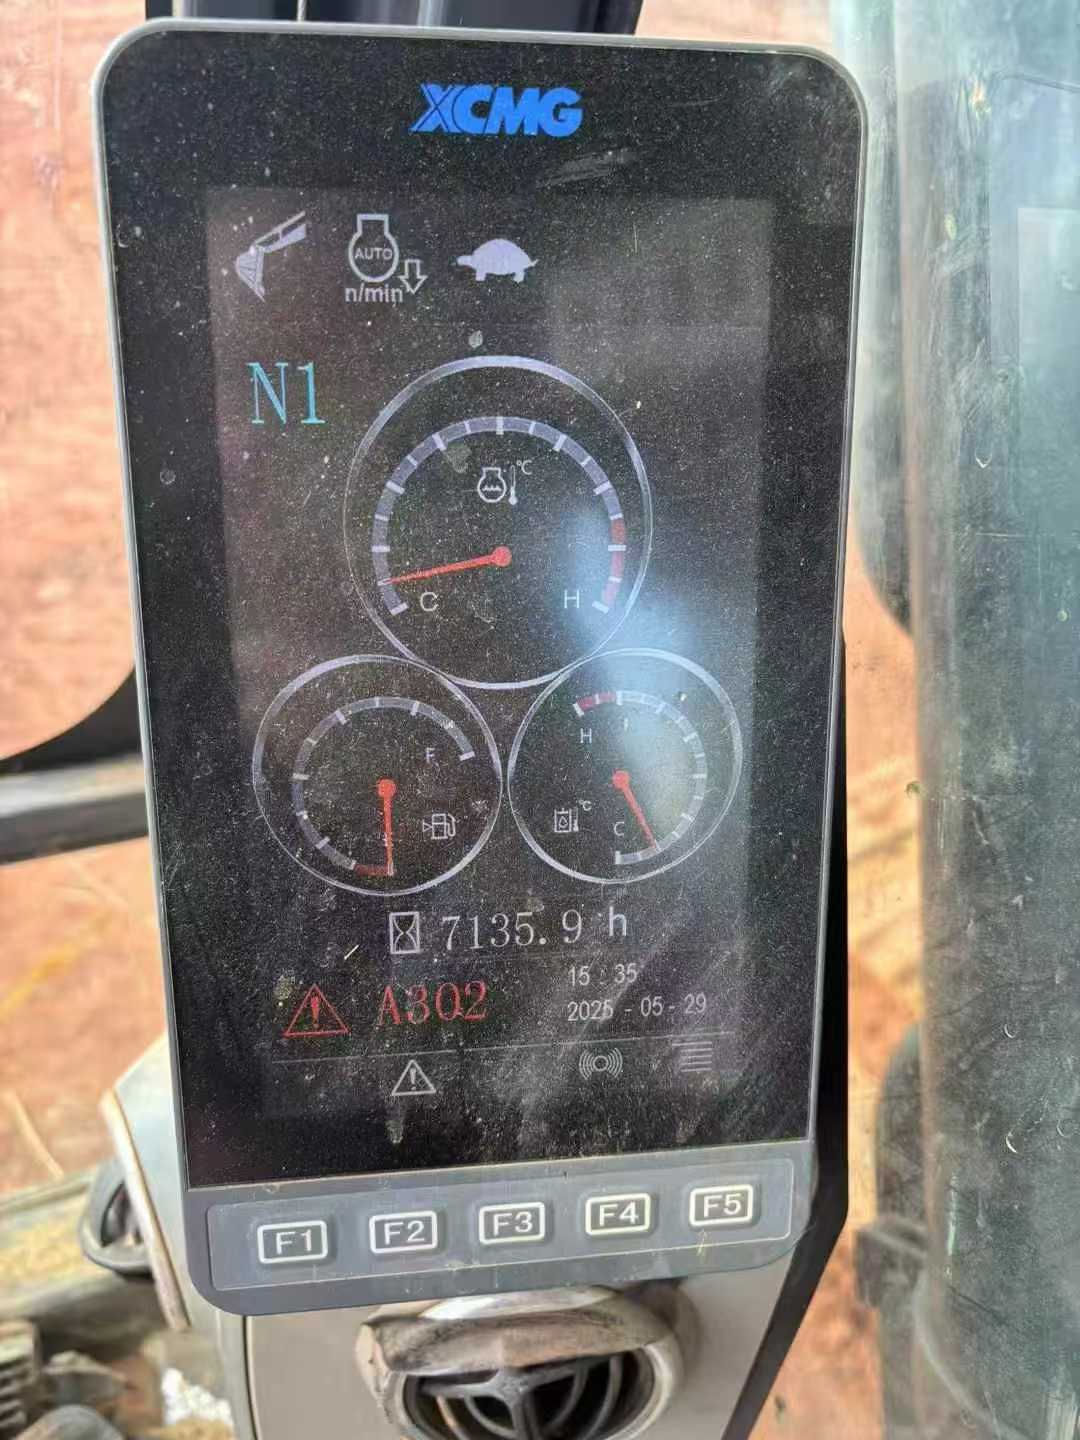 XCMG
AUTO
n/min
N1
°C
C H
F
H
°C
C
7135.9 h
A302
15 : 35
2025 - 05 - 29
F1 F2 F3 F4 F5